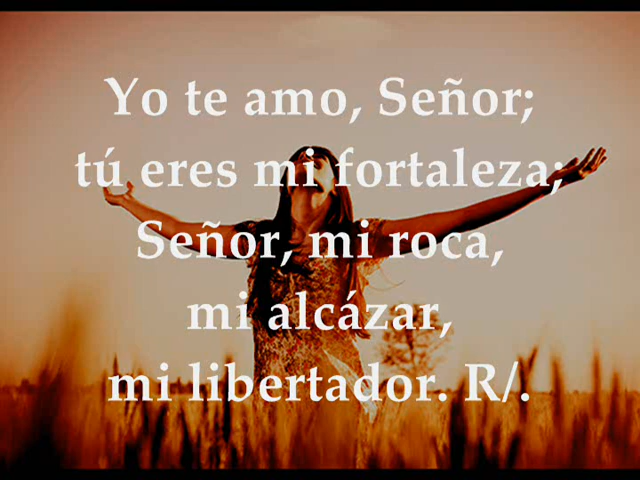 Yo te amo, Señor;
tú eres mi fortaleza;
Señor, mi roca,
mi alcázar,
mi libertador. R/.